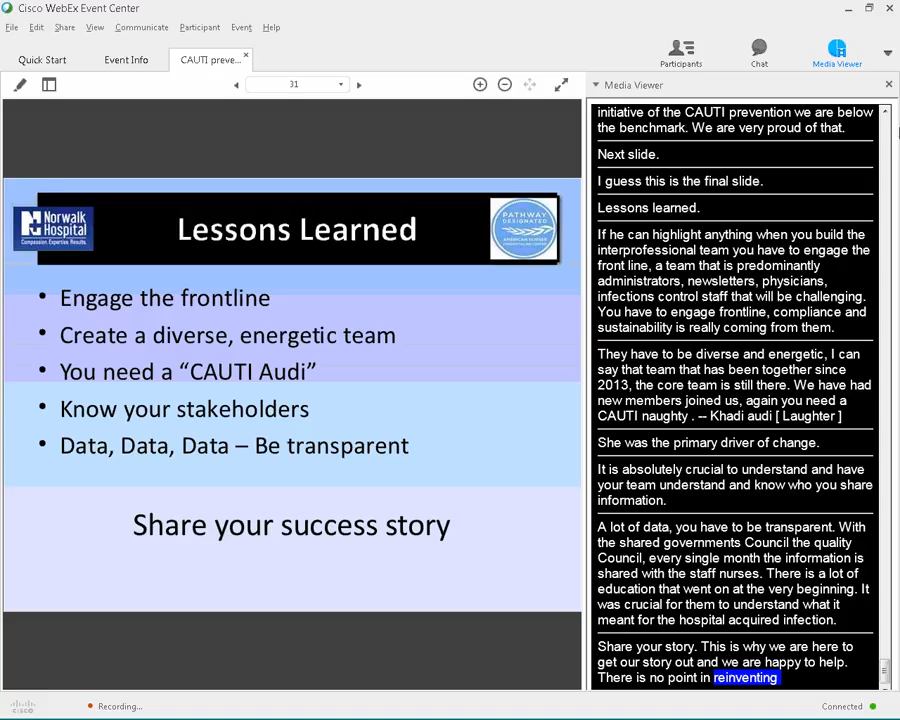 Cisco WebEx Event Center
File Edit Share View Communicate Participant Event Help
Quick Start
Event Info
CAUTI preve...
Participants
Chat
Media Viewer
31
Media Viewer
Norwalk
Hospital
Compassion. Expertise. Results.
Lessons Learned
PATHWAY
DESIGNATED
AMERICAN NURSES
CREDENTIALING CENTER
• Engage the frontline
• Create a diverse, energetic team
• You need a “CAUTI Audi”
• Know your stakeholders
• Data, Data, Data – Be transparent
Share your success story
initiative of the CAUTI prevention we are below
the benchmark. We are very proud of that.
Next slide.
I guess this is the final slide.
Lessons learned.
If he can highlight anything when you build the
interprofessional team you have to engage the
front line, a team that is predominantly
administrators, newsletters, physicians,
infections control staff that will be challenging.
You have to engage frontline, compliance and
sustainability is really coming from them.
They have to be diverse and energetic, I can
say that team that has been together since
2013, the core team is still there. We have had
new members joined us, again you need a
CAUTI naughty . -- Khadi audi [ Laughter ]
She was the primary driver of change.
It is absolutely crucial to understand and have
your team understand and know who you share
information.
A lot of data, you have to be transparent. With
the shared governments Council the quality
Council, every single month the information is
shared with the staff nurses. There is a lot of
education that went on at the very beginning. It
was crucial for them to understand what it
meant for the hospital acquired infection.
Share your story. This is why we are here to
get our story out and we are happy to help.
There is no point in reinventing
cisco
Recording...
Connected